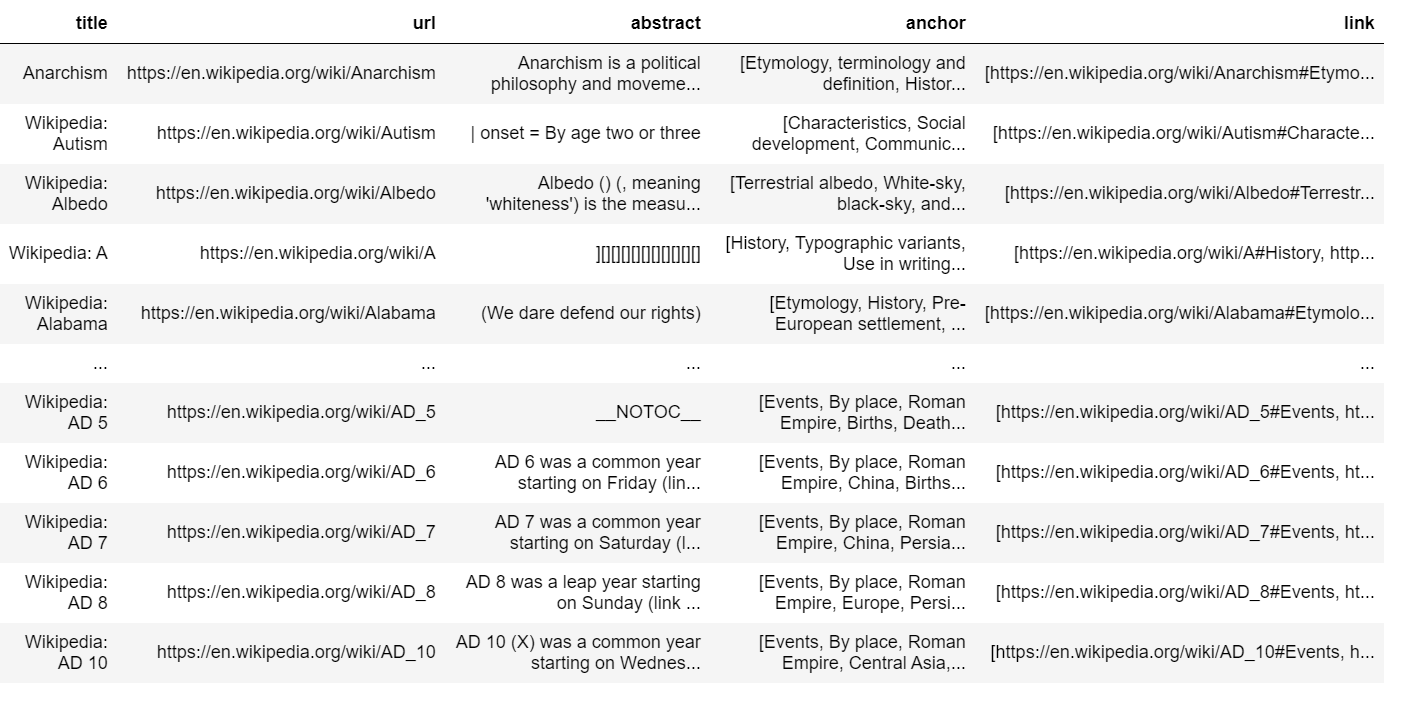 title url abstract anchor link
Anarchism https://en.wikipedia.org/wiki/Anarchism Anarchism is a political philosophy and moveme... [Etymology, terminology and definition, Histor... [https://en.wikipedia.org/wiki/Anarchism#Etymo...
Wikipedia: Autism https://en.wikipedia.org/wiki/Autism | onset = By age two or three [Characteristics, Social development, Communic... [https://en.wikipedia.org/wiki/Autism#Characte...
Wikipedia: Albedo https://en.wikipedia.org/wiki/Albedo Albedo () (, meaning 'whiteness') is the measu... [Terrestrial albedo, White-sky, black-sky, and... [https://en.wikipedia.org/wiki/Albedo#Terrestr...
Wikipedia: A https://en.wikipedia.org/wiki/A ][][][][][][][][][][] [History, Typographic variants, Use in writing... [https://en.wikipedia.org/wiki/A#History, http...
Wikipedia: Alabama https://en.wikipedia.org/wiki/Alabama (We dare defend our rights) [Etymology, History, Pre-European settlement, ... [https://en.wikipedia.org/wiki/Alabama#Etymolo...
... ... ... ... ...
Wikipedia: AD 5 https://en.wikipedia.org/wiki/AD_5 __NOTOC__ [Events, By place, Roman Empire, Births, Death... [https://en.wikipedia.org/wiki/AD_5#Events, ht...
Wikipedia: AD 6 https://en.wikipedia.org/wiki/AD_6 AD 6 was a common year starting on Friday (lin... [Events, By place, Roman Empire, China, Births... [https://en.wikipedia.org/wiki/AD_6#Events, ht...
Wikipedia: AD 7 https://en.wikipedia.org/wiki/AD_7 AD 7 was a common year starting on Saturday (l... [Events, By place, Roman Empire, China, Persia... [https://en.wikipedia.org/wiki/AD_7#Events, ht...
Wikipedia: AD 8 https://en.wikipedia.org/wiki/AD_8 AD 8 was a leap year starting on Sunday (link ... [Events, By place, Roman Empire, Europe, Persi... [https://en.wikipedia.org/wiki/AD_8#Events, ht...
Wikipedia: AD 10 https://en.wikipedia.org/wiki/AD_10 AD 10 (X) was a common year starting on Wednes... [Events, By place, Roman Empire, Central Asia,... [https://en.wikipedia.org/wiki/AD_10#Events, h...